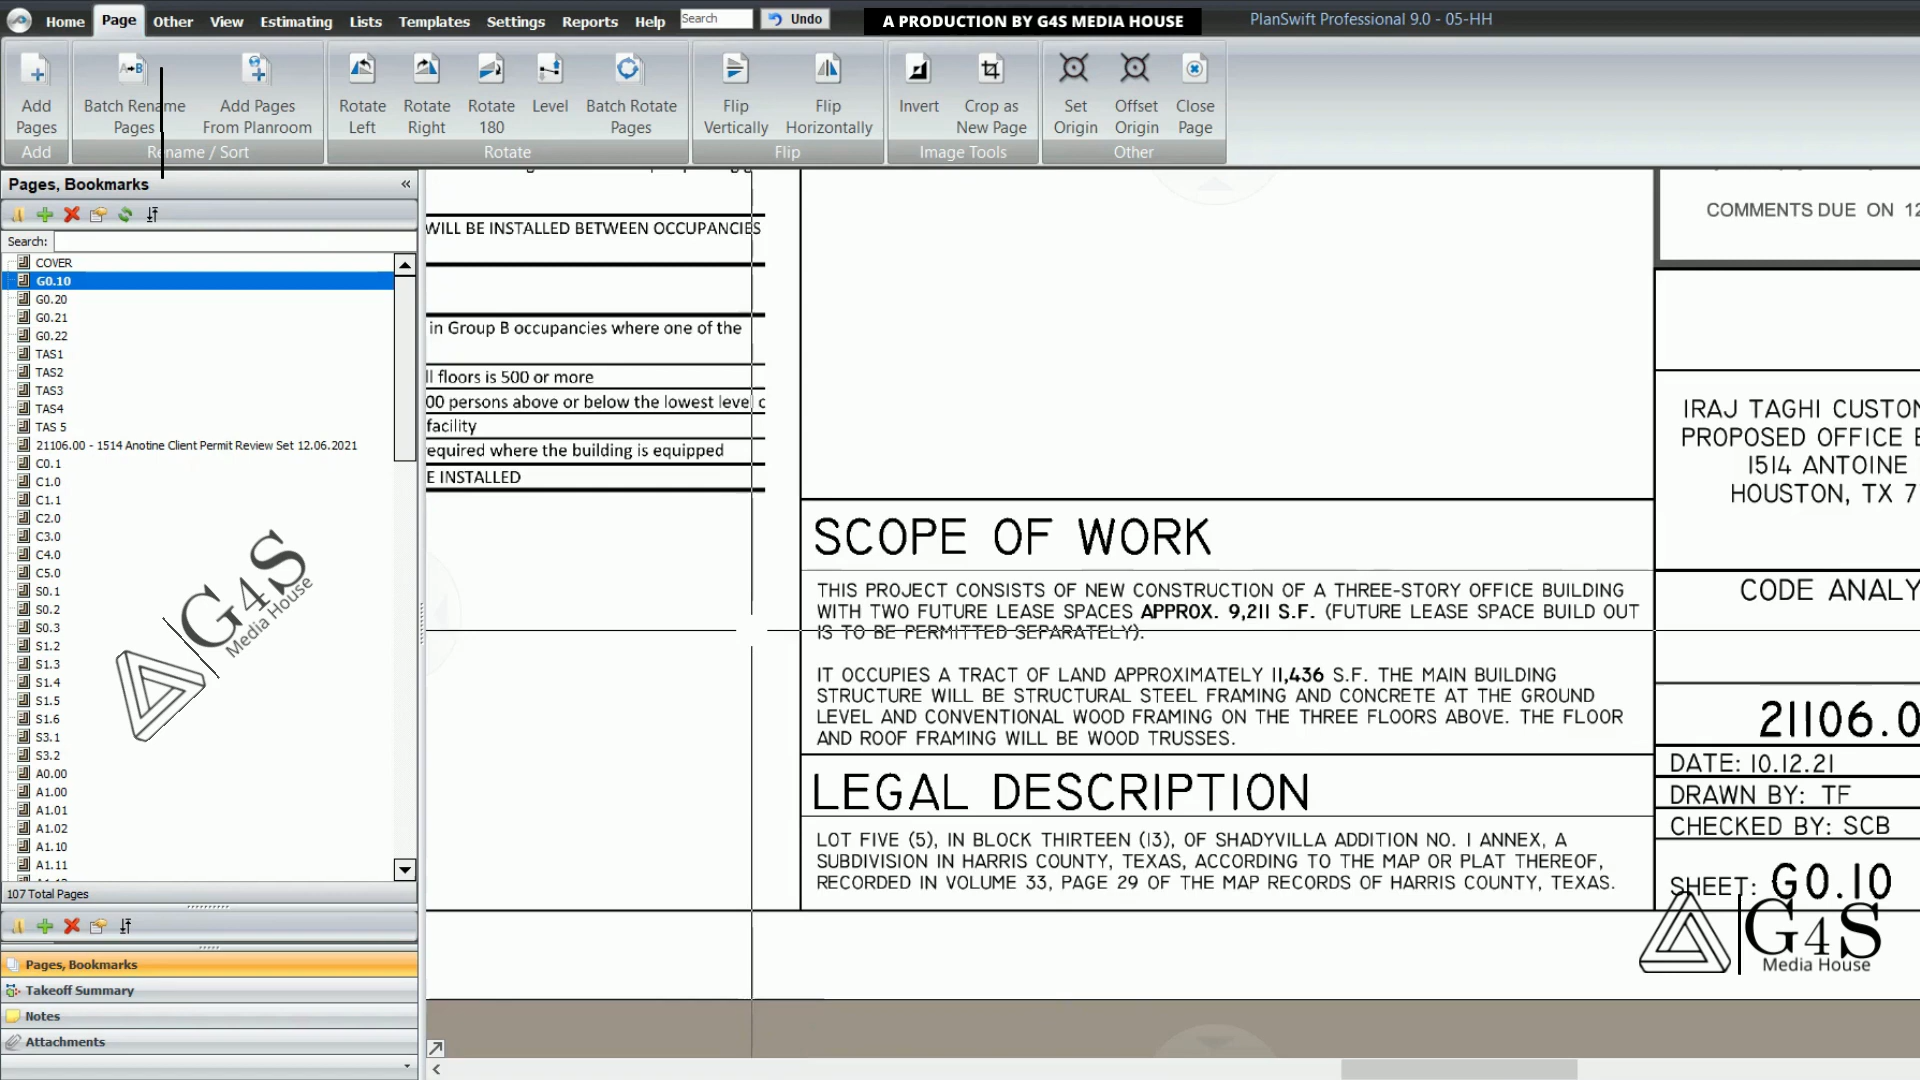 Home Page Other View Estimating Lists Templates Settings Reports Help Search Undo
A PRODUCTION BY G4S MEDIA HOUSE
PlanSwift Professional 9.0 - 05-HH
Add Pages
Batch Rename Pages
Add Pages From Planroom
Rotate Left
Rotate Right
Rotate 180
Level
Batch Rotate Pages
Flip Vertically
Flip Horizontally
Invert
Crop as New Page
Set Origin
Offset Origin
Close Page
Add
Rename / Sort
Rotate
Flip
Image Tools
Other
Pages, Bookmarks
Search:
COVER
G0.10
G0.20
G0.21
G0.22
TAS1
TAS2
TAS3
TAS4
TAS 5
21106.00 - 1514 Anotine Client Permit Review Set 12.06.2021
C0.1
C1.0
C1.1
C2.0
C3.0
C4.0
C5.0
S0.1
S0.2
S0.3
S1.2
S1.3
S1.4
S1.5
S1.6
S3.1
S3.2
A0.00
A1.00
A1.01
A1.02
A1.10
A1.11
107 Total Pages
Pages, Bookmarks
Takeoff Summary
Notes
Attachments
G4S
Media House
WILL BE INSTALLED BETWEEN OCCUPANCIES
in Group B occupancies where one of the
ll floors is 500 or more
00 persons above or below the lowest level
facility
equired where the building is equipped
E INSTALLED
SCOPE OF WORK
THIS PROJECT CONSISTS OF NEW CONSTRUCTION OF A THREE-STORY OFFICE BUILDING
WITH TWO FUTURE LEASE SPACES APPROX. 9,211 S.F. (FUTURE LEASE SPACE BUILD OUT
IS TO BE PERMITTED SEPARATELY).
IT OCCUPIES A TRACT OF LAND APPROXIMATELY 11,436 S.F. THE MAIN BUILDING
STRUCTURE WILL BE STRUCTURAL STEEL FRAMING AND CONCRETE AT THE GROUND
LEVEL AND CONVENTIONAL WOOD FRAMING ON THE THREE FLOORS ABOVE. THE FLOOR
AND ROOF FRAMING WILL BE WOOD TRUSSES.
LEGAL DESCRIPTION
LOT FIVE (5), IN BLOCK THIRTEEN (13), OF SHADYVILLA ADDITION NO. 1 ANNEX, A
SUBDIVISION IN HARRIS COUNTY, TEXAS, ACCORDING TO THE MAP OR PLAT THEREOF,
RECORDED IN VOLUME 33, PAGE 29 OF THE MAP RECORDS OF HARRIS COUNTY, TEXAS.
COMMENTS DUE ON 12
IRAJ TAGHI CUSTO
PROPOSED OFFICE
1514 ANTOINE
HOUSTON, TX 7
CODE ANALY
21106.0
DATE: 10.12.21
DRAWN BY: TF
CHECKED BY: SCB
SHEET: G0.10
G4S
Media House